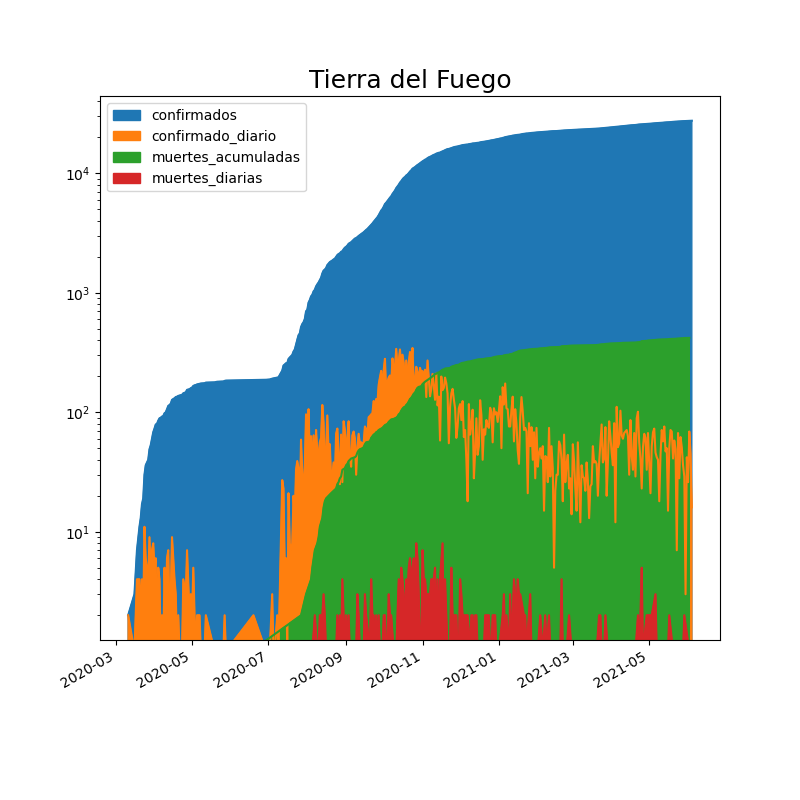 Tierra del Fuego
confirmados
confirmado_diario
muertes_acumuladas
muertes_diarias
10^4
10^3
10^2
10^1
2020-03
2020-05
2020-07
2020-09
2020-11
2021-01
2021-03
2021-05